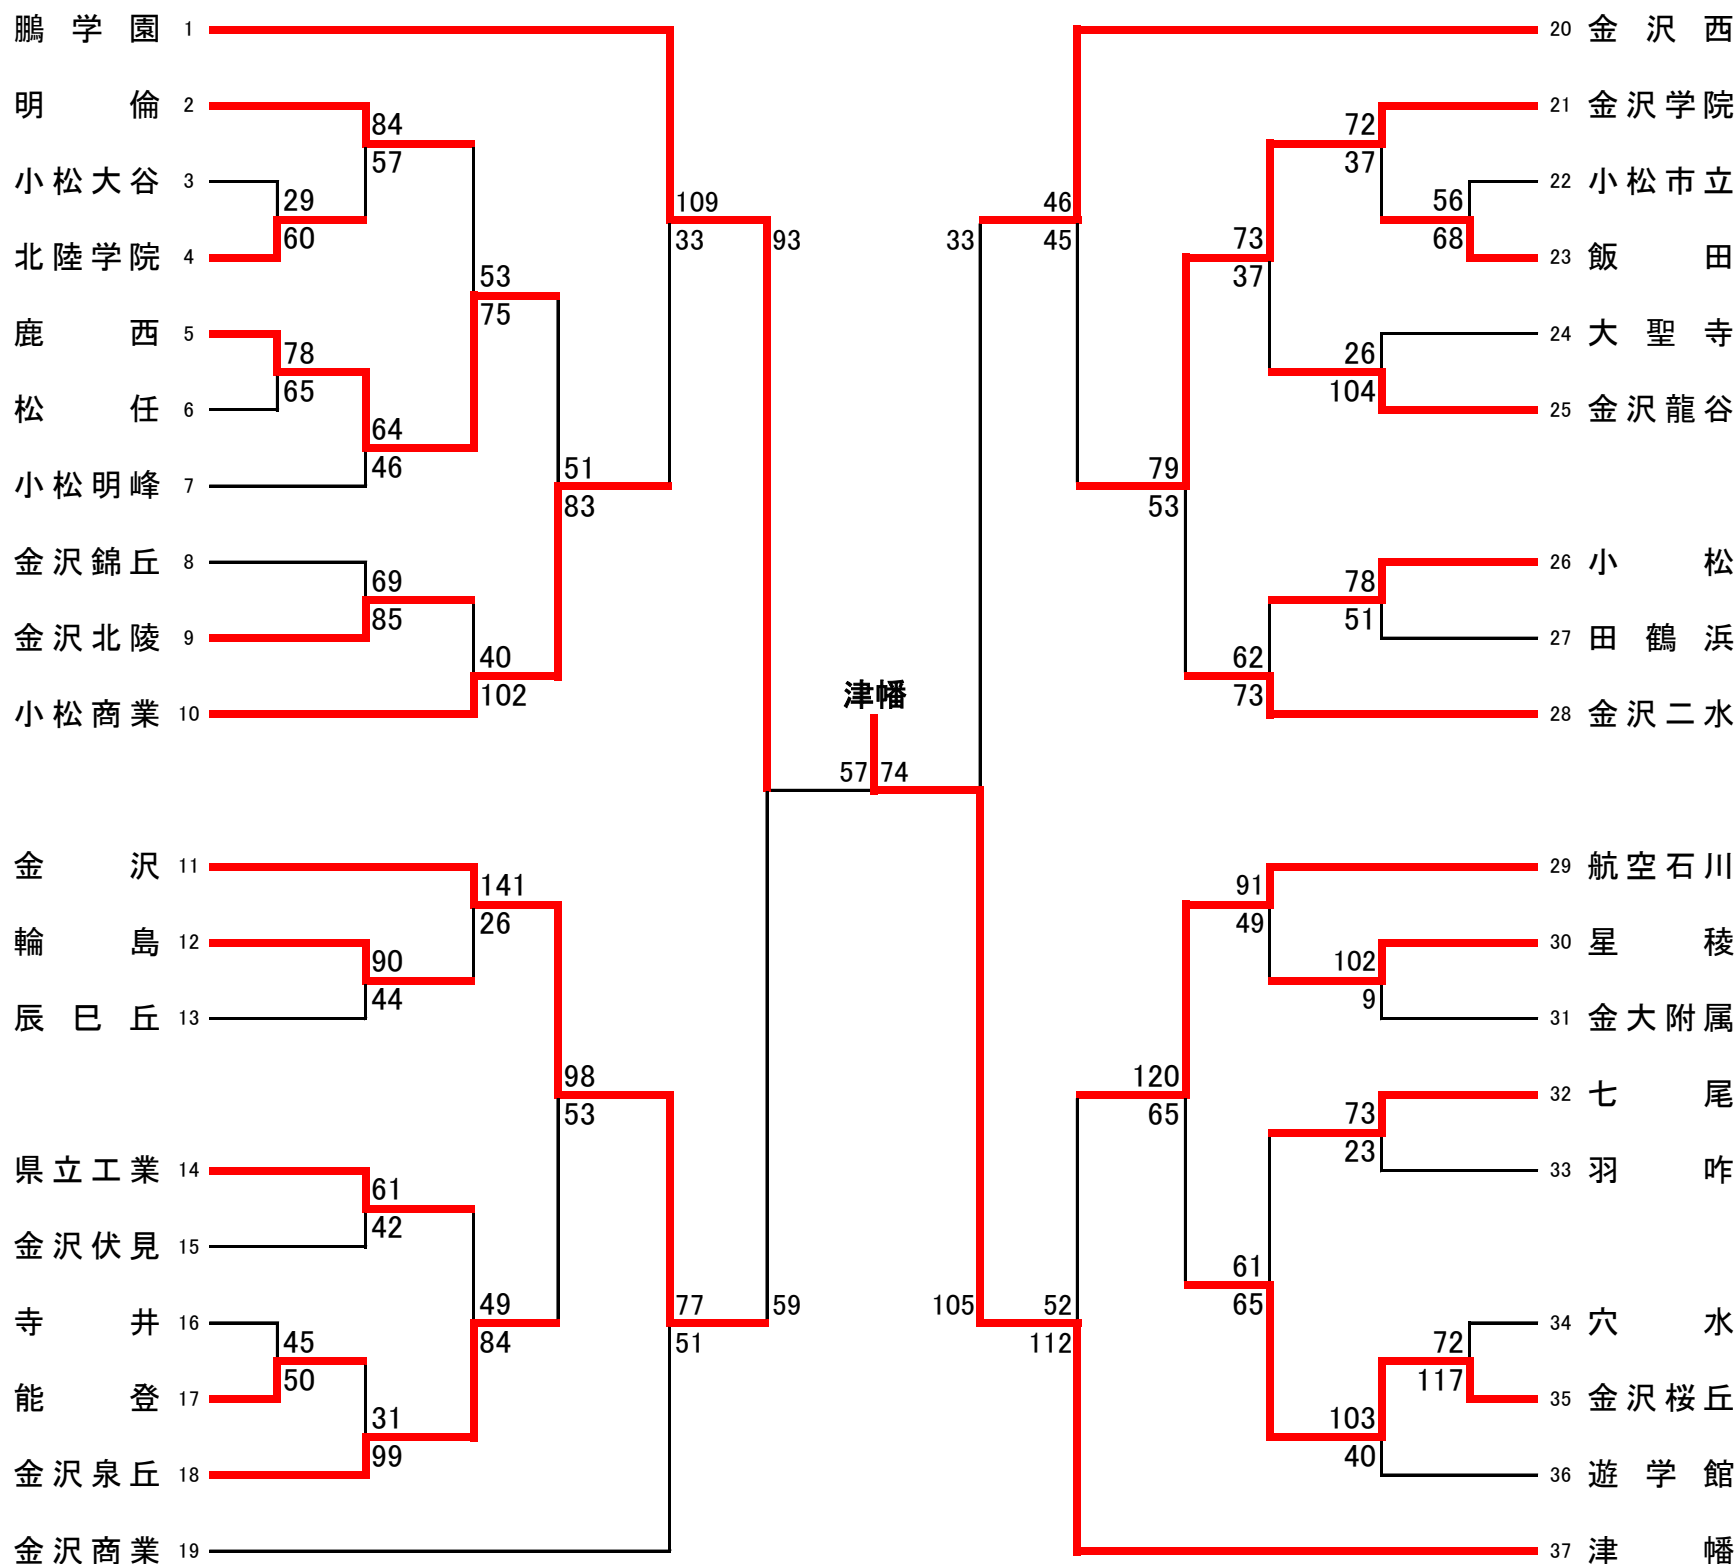 鵬学園 1
明倫 2
84
57
小松大谷 3
29
60
北陸学院 4
53
75
鹿西 5
78
65
松任 6
64
46
小松明峰 7
51
83
金沢錦丘 8
69
85
金沢北陵 9
40
102
小松商業 10
109
33
93
金沢 11
141
26
輪島 12
90
44
辰巳丘 13
98
53
県立工業 14
61
42
金沢伏見 15
49
84
寺井 16
45
50
能登 17
31
99
金沢泉丘 18
77
51
59
金沢商業 19
津幡
57 74
20 金沢西
46
45
33
21 金沢学院
72
37
22 小松市立
56
68
23 飯田
73
37
24 大聖寺
26
104
25 金沢龍谷
79
53
26 小松
78
51
27 田鶴浜
62
73
28 金沢二水
29 航空石川
91
49
30 星稜
102
9
31 金大附属
120
65
32 七尾
73
23
33 羽咋
61
65
34 穴水
72
117
35 金沢桜丘
103
40
36 遊学館
105
52
112
37 津幡